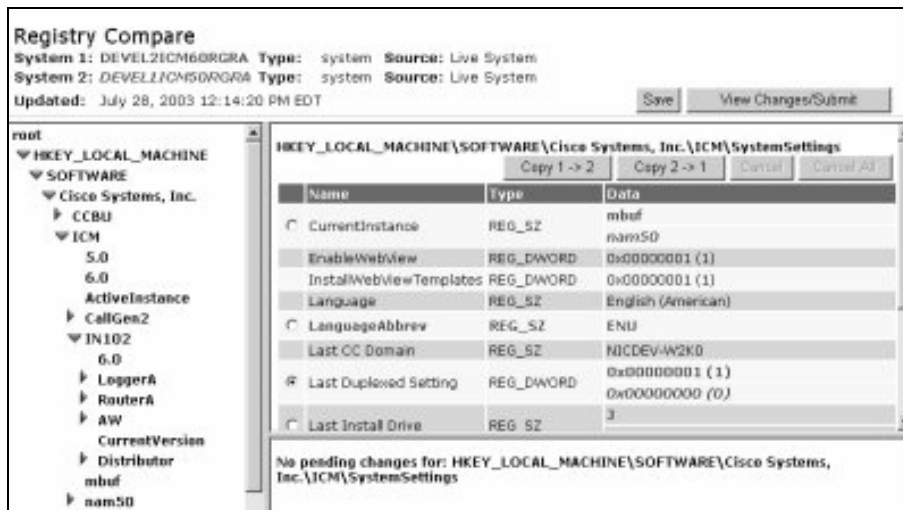 Registry Compare
System 1: DEVEL2ICM60RGRA Type: system Source: Live System
System 2: DEVEL1ICM50RGRA Type: system Source: Live System
Updated: July 28, 2003 12:14:20 PM EDT
Save
View Changes/Submit
root
HKEY_LOCAL_MACHINE
SOFTWARE
Cisco Systems, Inc.
CCBU
ICM
5.0
6.0
ActiveInstance
CallGen2
IN102
6.0
LoggerA
RouterA
AW
CurrentVersion
Distributor
mbuf
nam50
HKEY_LOCAL_MACHINE\SOFTWARE\Cisco Systems, Inc.\ICM\SystemSettings
Copy 1 -> 2
Copy 2 -> 1
Cancel
Cancel All
Name Type Data
CurrentInstance REG_SZ mbuf
nam50
EnableWebView REG_DWORD 0x00000001 (1)
InstallWebViewTemplates REG_DWORD 0x00000001 (1)
Language REG_SZ English (American)
LanguageAbbrev REG_SZ ENU
Last CC Domain REG_SZ NICDEV-W2K0
Last Duplexed Setting REG_DWORD 0x00000001 (1)
0x00000000 (0)
Last Install Drive REG_SZ 3
No pending changes for: HKEY_LOCAL_MACHINE\SOFTWARE\Cisco Systems,
Inc.\ICM\SystemSettings